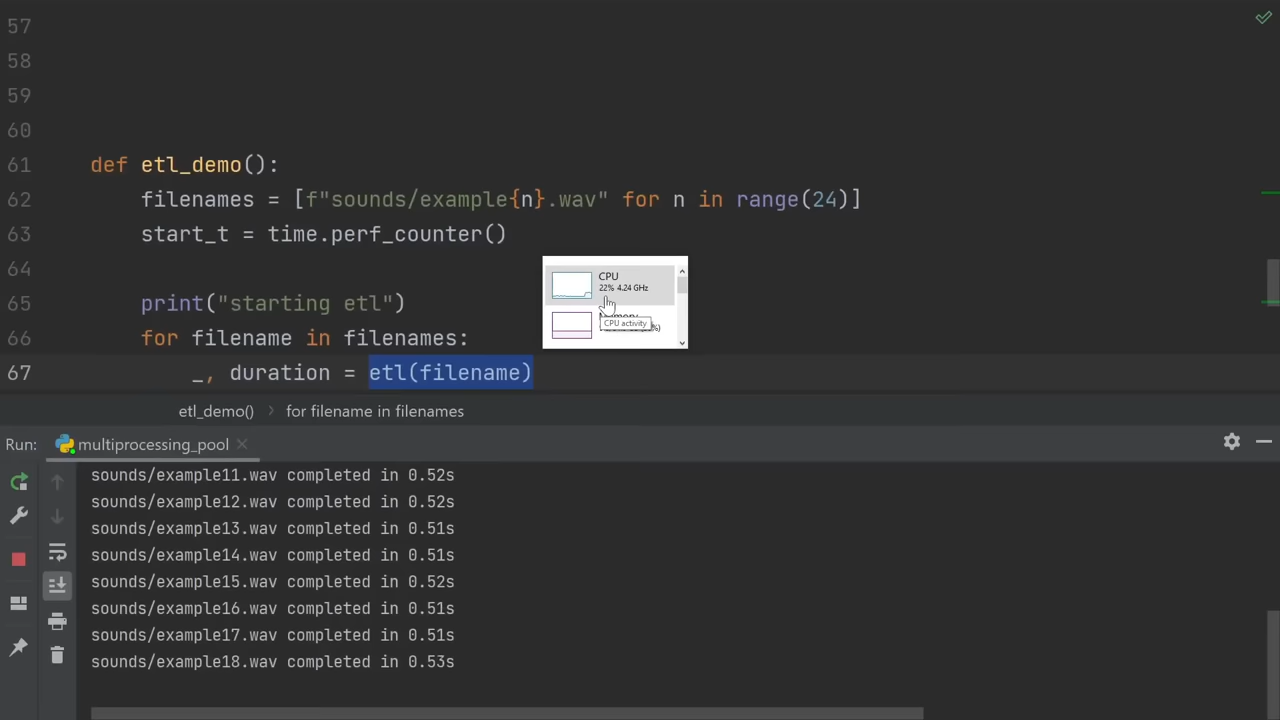 57
58
59
60
61 def etl_demo():
62 filenames = [f"sounds/example{n}.wav" for n in range(24)]
63 start_t = time.perf_counter()
64
CPU
22% 4.24 GHz
65 print("starting etl")
Memory
CPU activity
%)
66 for filename in filenames:
67 _, duration = etl(filename)
etl_demo() > for filename in filenames
Run: multiprocessing_pool
sounds/example11.wav completed in 0.52s
sounds/example12.wav completed in 0.52s
sounds/example13.wav completed in 0.51s
sounds/example14.wav completed in 0.51s
sounds/example15.wav completed in 0.52s
sounds/example16.wav completed in 0.51s
sounds/example17.wav completed in 0.51s
sounds/example18.wav completed in 0.53s